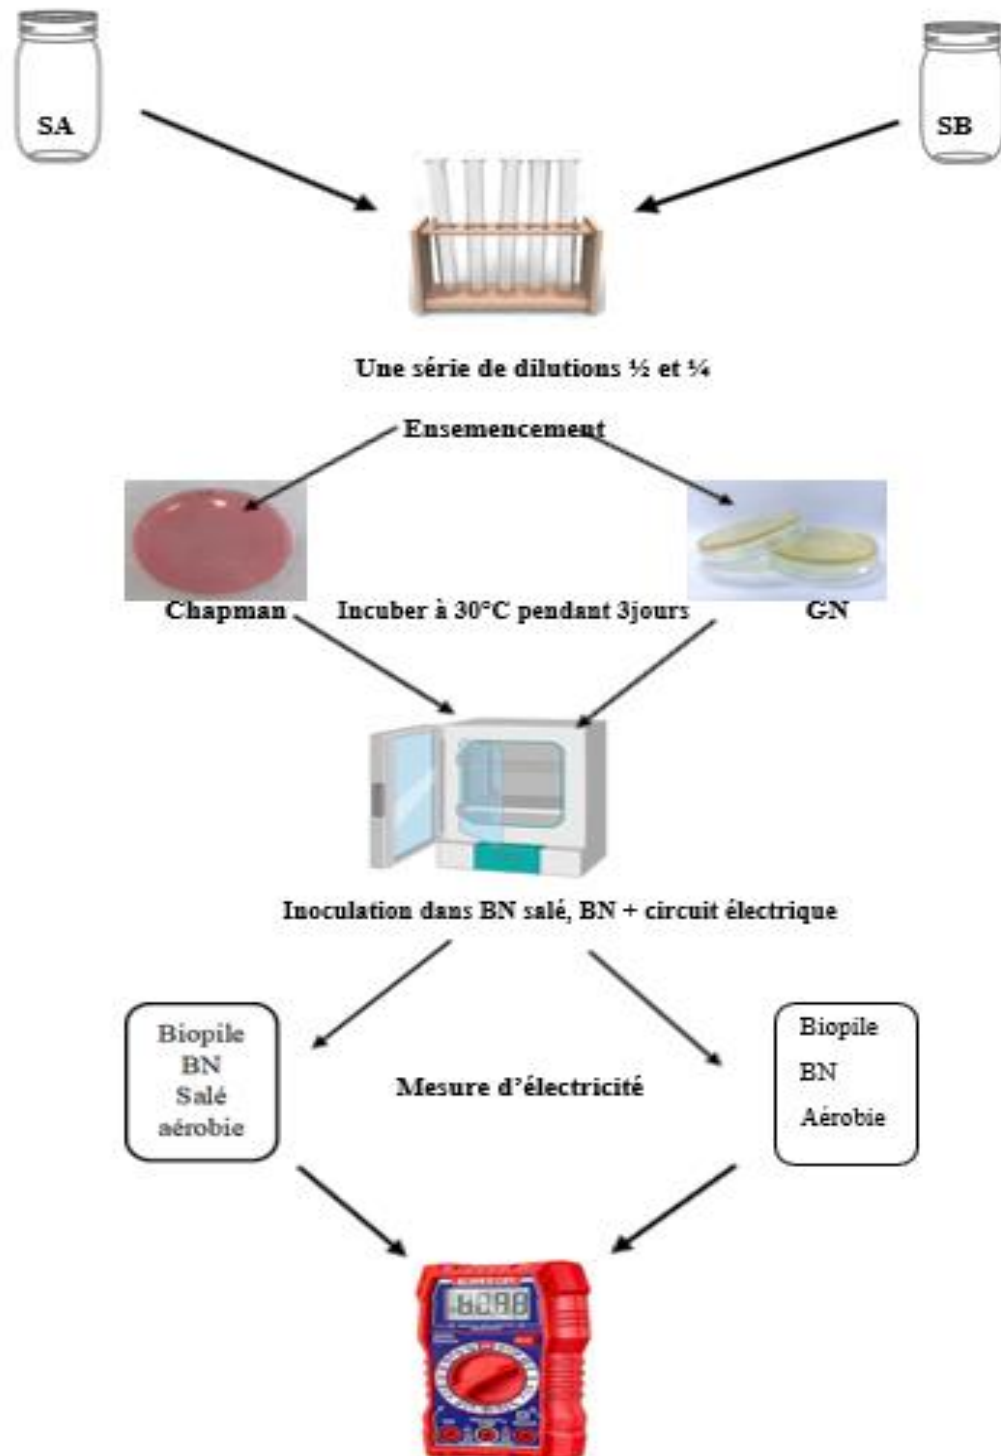 SA
SB
Une série de dilutions ½ et ¼
Ensemencement
Chapman
Incuber à 30°C pendant 3jours
GN
Inoculation dans BN salé, BN + circuit électrique
Biopile
BN
Salé
aérobie
Mesure d’électricité
Biopile
BN
Aérobie